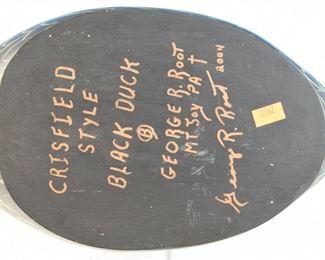 CRISFIELD
STYLE
BLACK DUCK
B
GEORGE R. ROOT
MT JOY PA
George R. Root 2004